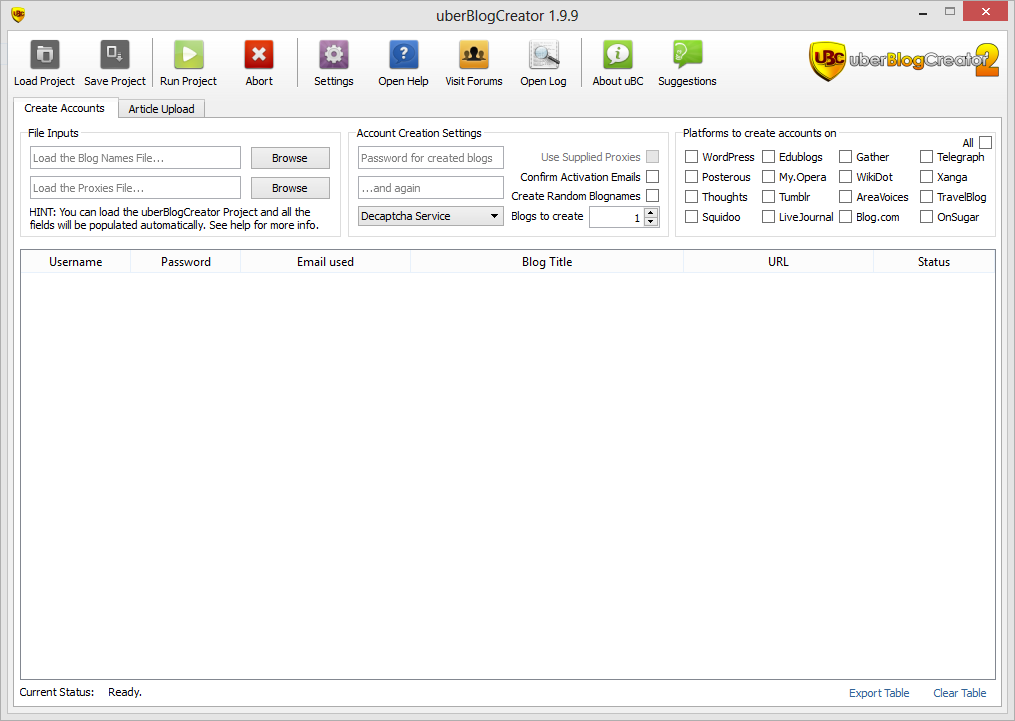 UBC
uberBlogCreator 1.9.9
Load Project
Save Project
Run Project
Abort
Settings
Open Help
Visit Forums
Open Log
About uBC
Suggestions
UBC uberBlogCreator 2
Create Accounts
Article Upload
File Inputs
Load the Blog Names File...
Browse
Load the Proxies File...
Browse
HINT: You can load the uberBlogCreator Project and all the
fields will be populated automatically. See help for more info.
Account Creation Settings
Password for created blogs
Use Supplied Proxies
...and again
Confirm Activation Emails
Create Random Blognames
Decaptcha Service
Blogs to create
1
Platforms to create accounts on
All
WordPress
Edublogs
Gather
Telegraph
Posterous
My.Opera
WikiDot
Xanga
Thoughts
Tumblr
AreaVoices
TravelBlog
Squidoo
LiveJournal
Blog.com
OnSugar
Username
Password
Email used
Blog Title
URL
Status
Current Status: Ready.
Export Table
Clear Table